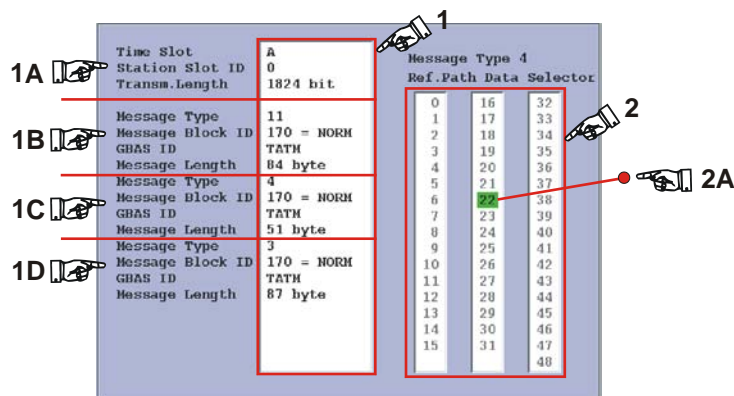 1
Time Slot A
Station Slot ID 0
Transm.Length 1824 bit
1A
Message Type 11
Message Block ID 170 = NORM
GBAS ID TATM
Message Length 84 byte
1B
Message Type 4
Message Block ID 170 = NORM
GBAS ID TATM
Message Length 51 byte
1C
Message Type 3
Message Block ID 170 = NORM
GBAS ID TATM
Message Length 87 byte
1D
Message Type 4
Ref.Path Data Selector
2
0 16 32
1 17 33
2 18 34
3 19 35
4 20 36
5 21 37
6 22 38
7 23 39
8 24 40
9 25 41
10 26 42
11 27 43
12 28 44
13 29 45
14 30 46
15 31 47
48
2A